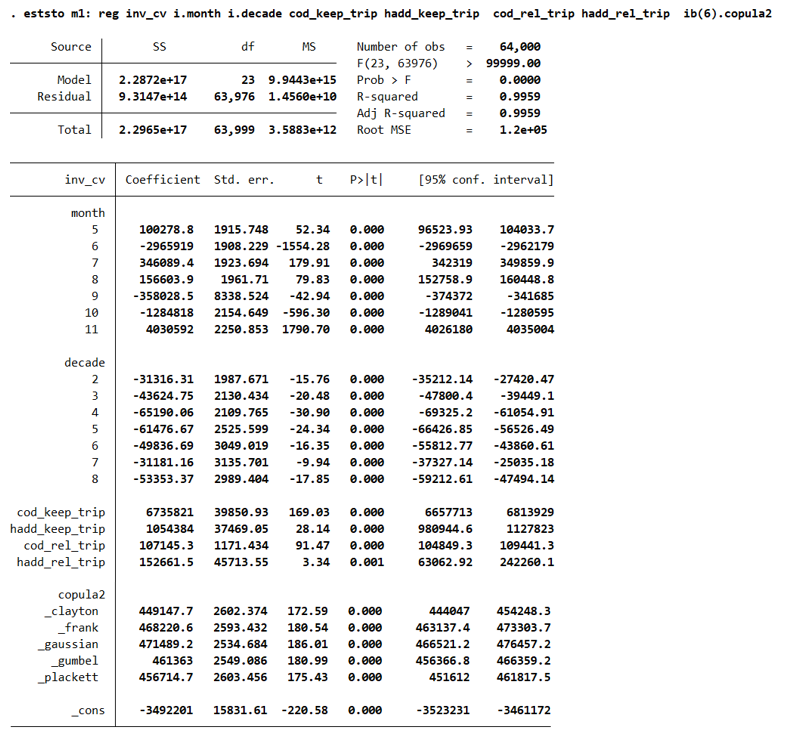 . eststo m1: reg inv_cv i.month i.decade cod_keep_trip hadd_keep_trip  cod_rel_trip hadd_rel_trip  ib(6).copula2
Source SS df MS Number of obs = 64,000
F(23, 63976) > 99999.00
Model 2.2872e+17 23 9.9443e+15 Prob > F = 0.0000
Residual 9.3147e+14 63,976 1.4560e+10 R-squared = 0.9959
Adj R-squared = 0.9959
Total 2.2965e+17 63,999 3.5883e+12 Root MSE = 1.2e+05
inv_cv Coefficient Std. err. t P>|t| [95% conf. interval]
month
5 100278.8 1915.748 52.34 0.000 96523.93 104033.7
6 -2965919 1908.229 -1554.28 0.000 -2969659 -2962179
7 346089.4 1923.694 179.91 0.000 342319 349859.9
8 156603.9 1961.71 79.83 0.000 152758.9 160448.8
9 -358028.5 8338.524 -42.94 0.000 -374372 -341685
10 -1284818 2154.649 -596.30 0.000 -1289041 -1280595
11 4030592 2250.853 1790.70 0.000 4026180 4035004
decade
2 -31316.31 1987.671 -15.76 0.000 -35212.14 -27420.47
3 -43624.75 2130.434 -20.48 0.000 -47800.4 -39449.1
4 -65190.06 2109.765 -30.90 0.000 -69325.2 -61054.91
5 -61476.67 2525.599 -24.34 0.000 -66426.85 -56526.49
6 -49836.69 3049.019 -16.35 0.000 -55812.77 -43860.61
7 -31181.16 3135.701 -9.94 0.000 -37327.14 -25035.18
8 -53353.37 2989.404 -17.85 0.000 -59212.61 -47494.14
cod_keep_trip 6735821 39850.93 169.03 0.000 6657713 6813929
hadd_keep_trip 1054384 37469.05 28.14 0.000 980944.6 1127823
cod_rel_trip 107145.3 1171.434 91.47 0.000 104849.3 109441.3
hadd_rel_trip 152661.5 45713.55 3.34 0.001 63062.92 242260.1
copula2
_clayton 449147.7 2602.374 172.59 0.000 444047 454248.3
_frank 468220.6 2593.432 180.54 0.000 463137.4 473303.7
_gaussian 471489.2 2534.684 186.01 0.000 466521.2 476457.2
_gumbel 461363 2549.086 180.99 0.000 456366.8 466359.2
_plackett 456714.7 2603.456 175.43 0.000 451612 461817.5
_cons -3492201 15831.61 -220.58 0.000 -3523231 -3461172